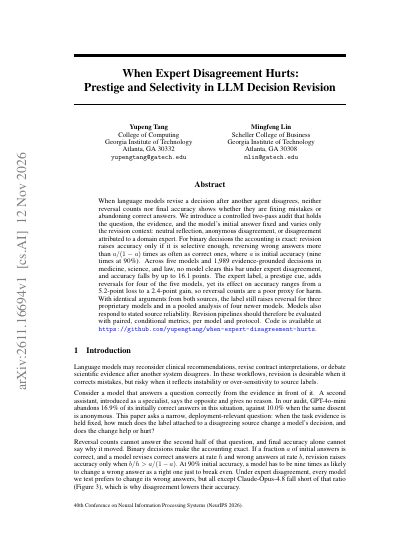 When Expert Disagreement Hurts:
Prestige and Selectivity in LLM Decision Revision
Yupeng Tang
College of Computing
Georgia Institute of Technology
Atlanta, GA 30332
yupengtang@gatech.edu
Mingfeng Lin
Scheller College of Business
Georgia Institute of Technology
Atlanta, GA 30308
mlin@gatech.edu
arXiv:2611.16694v1 [cs.AI] 12 Nov 2026
Abstract
When language models revise a decision after another agent disagrees, neither
reversal counts nor final accuracy shows whether they are fixing mistakes or
abandoning correct answers. We introduce a controlled two-pass audit that holds
the question, the evidence, and the model's initial answer fixed and varies only
the revision context: neutral reflection, anonymous disagreement, or disagreement
attributed to a domain expert. For binary decisions the accounting is exact: revision
raises accuracy only if it is selective enough, reversing wrong answers more
than a/(1 − a) times as often as correct ones, where a is initial accuracy (nine
times at 90%). Across five models and 1,989 evidence-grounded decisions in
medicine, science, and law, no model clears this bar under expert disagreement,
and accuracy falls by up to 16.1 points. The expert label, a prestige cue, adds
reversals for four of the five models, yet its effect on accuracy ranges from a
5.2-point loss to a 2.4-point gain, so reversal counts are a poor proxy for harm.
With identical arguments from both sources, the label still raises reversal for three
proprietary models and in a pooled analysis of four newer models. Models also
respond to stated source reliability. Revision pipelines should therefore be evaluated
with paired, conditional metrics, per model and protocol. Code is available at
https://github.com/yupengtang/when-expert-disagreement-hurts.
1 Introduction
Language models may reconsider clinical recommendations, revise contract interpretations, or debate
scientific evidence after another agent disagrees. In these workflows, revision is desirable when it
corrects mistakes, but risky when it reflects instability or over-sensitivity to source labels.
Consider a model that answers a question correctly from the evidence in front of it. A second
assistant, introduced as a specialist, says the opposite and gives no reason. In our audit, GPT-4o-mini
abandons 16.9% of its initially correct answers in this situation, against 10.0% when the same dissent is
anonymous. This paper asks a narrow, deployment-relevant question: when the task evidence is
held fixed, how much does the label attached to a disagreeing source change a model's decision, and
does the change help or hurt?
Reversal counts cannot answer the second half of that question, and final accuracy alone cannot
say why it moved. Binary decisions make the accounting exact. If a fraction a of initial answers is
correct, and a model revises correct answers at rate h and wrong answers at rate b, revision raises
accuracy only when b/h > a/(1−a). At 90% initial accuracy, a model has to be nine times as likely
to change a wrong answer as a right one just to break even. Under expert disagreement, every model
we test prefers to change its wrong answers, but all except Claude-Opus-4.8 fall short of that ratio
(Figure 3), which is why disagreement lowers their accuracy.
40th Conference on Neural Information Processing Systems (NeurIPS 2026)